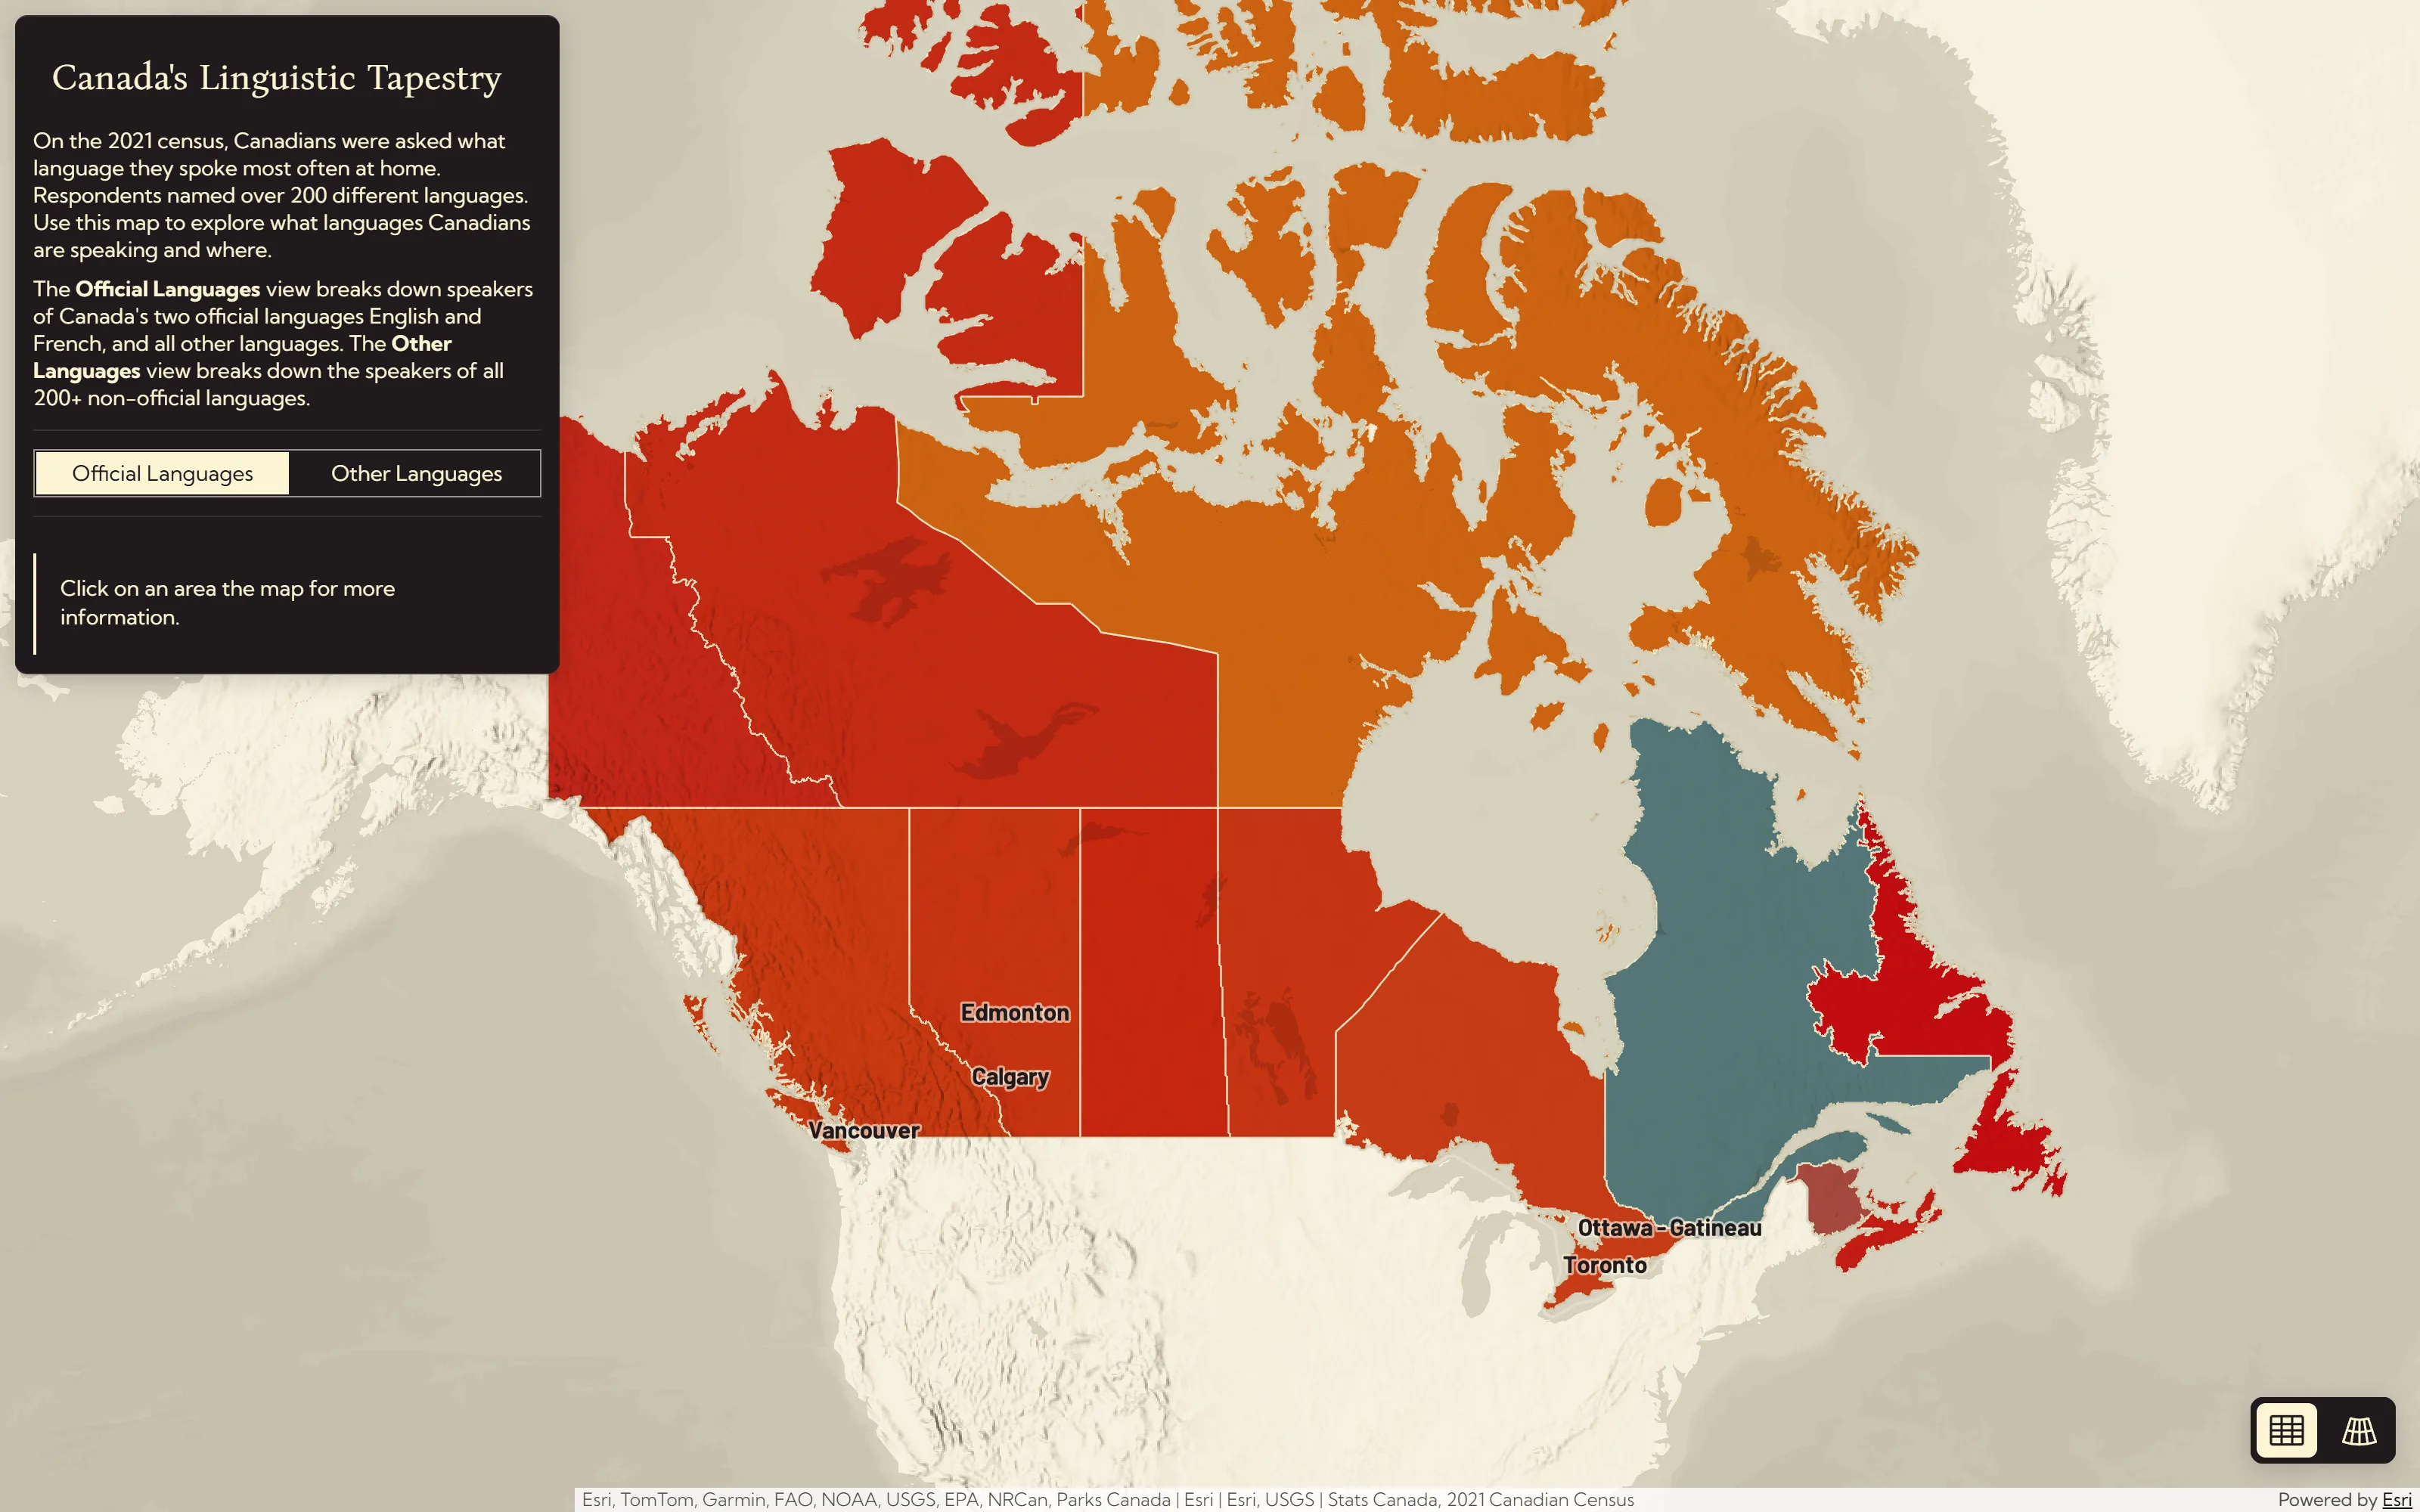 Canada's Linguistic Tapestry
On the 2021 census, Canadians were asked what
language they spoke most often at home.
Respondents named over 200 different languages.
Use this map to explore what languages Canadians
are speaking and where.
The Official Languages view breaks down speakers
of Canada's two official languages English and
French, and all other languages. The Other
Languages view breaks down the speakers of all
200+ non-official languages.
Official Languages
Other Languages
Click on an area the map for more
information.
Edmonton
Calgary
Vancouver
Ottawa - Gatineau
Toronto
Esri, TomTom, Garmin, FAO, NOAA, USGS, EPA, NRCan, Parks Canada | Esri | Esri, USGS | Stats Canada, 2021 Canadian Census
Powered by Esri